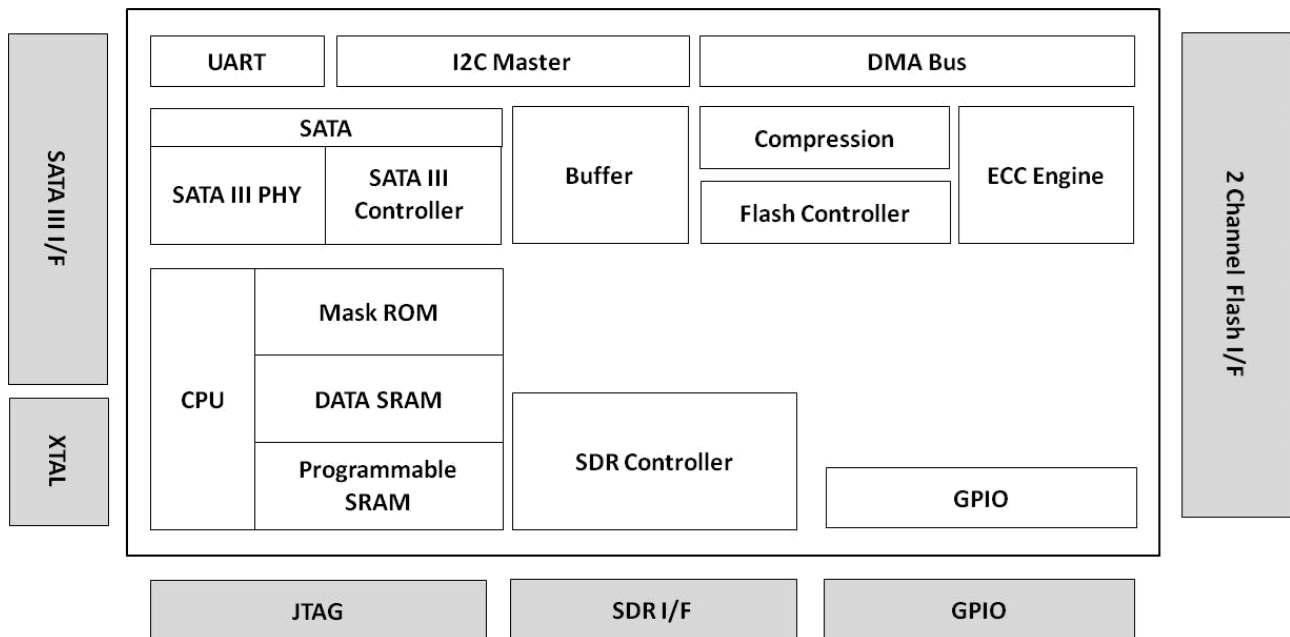 UART
I2C Master
DMA Bus
SATA
SATA III PHY
SATA III
Controller
Buffer
Compression
Flash Controller
ECC Engine
SATA III I/F
2 Channel Flash I/F
CPU
Mask ROM
DATA SRAM
Programmable
SRAM
SDR Controller
GPIO
XTAL
JTAG
SDR I/F
GPIO